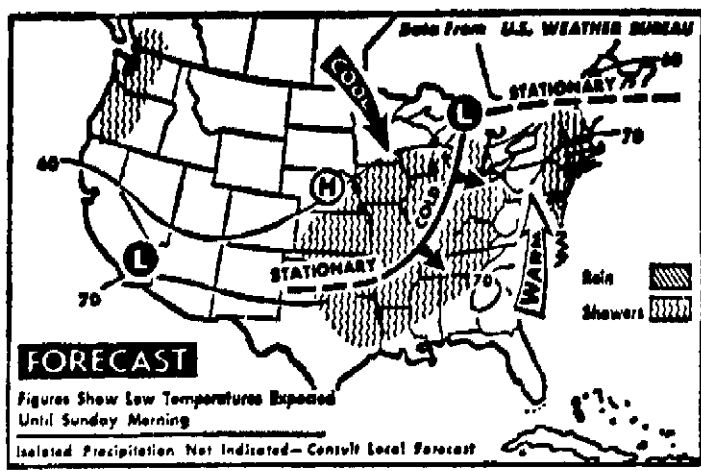 Data From U.S. WEATHER BUREAU
60
STATIONARY
COOL
L
70
60
H
COLD
L
STATIONARY
70
70
WARM
Rain
Showers
FORECAST
Figures Show Low Temperatures Expected
Until Sunday Morning
Isolated Precipitation Not Indicated—Consult Local Forecast